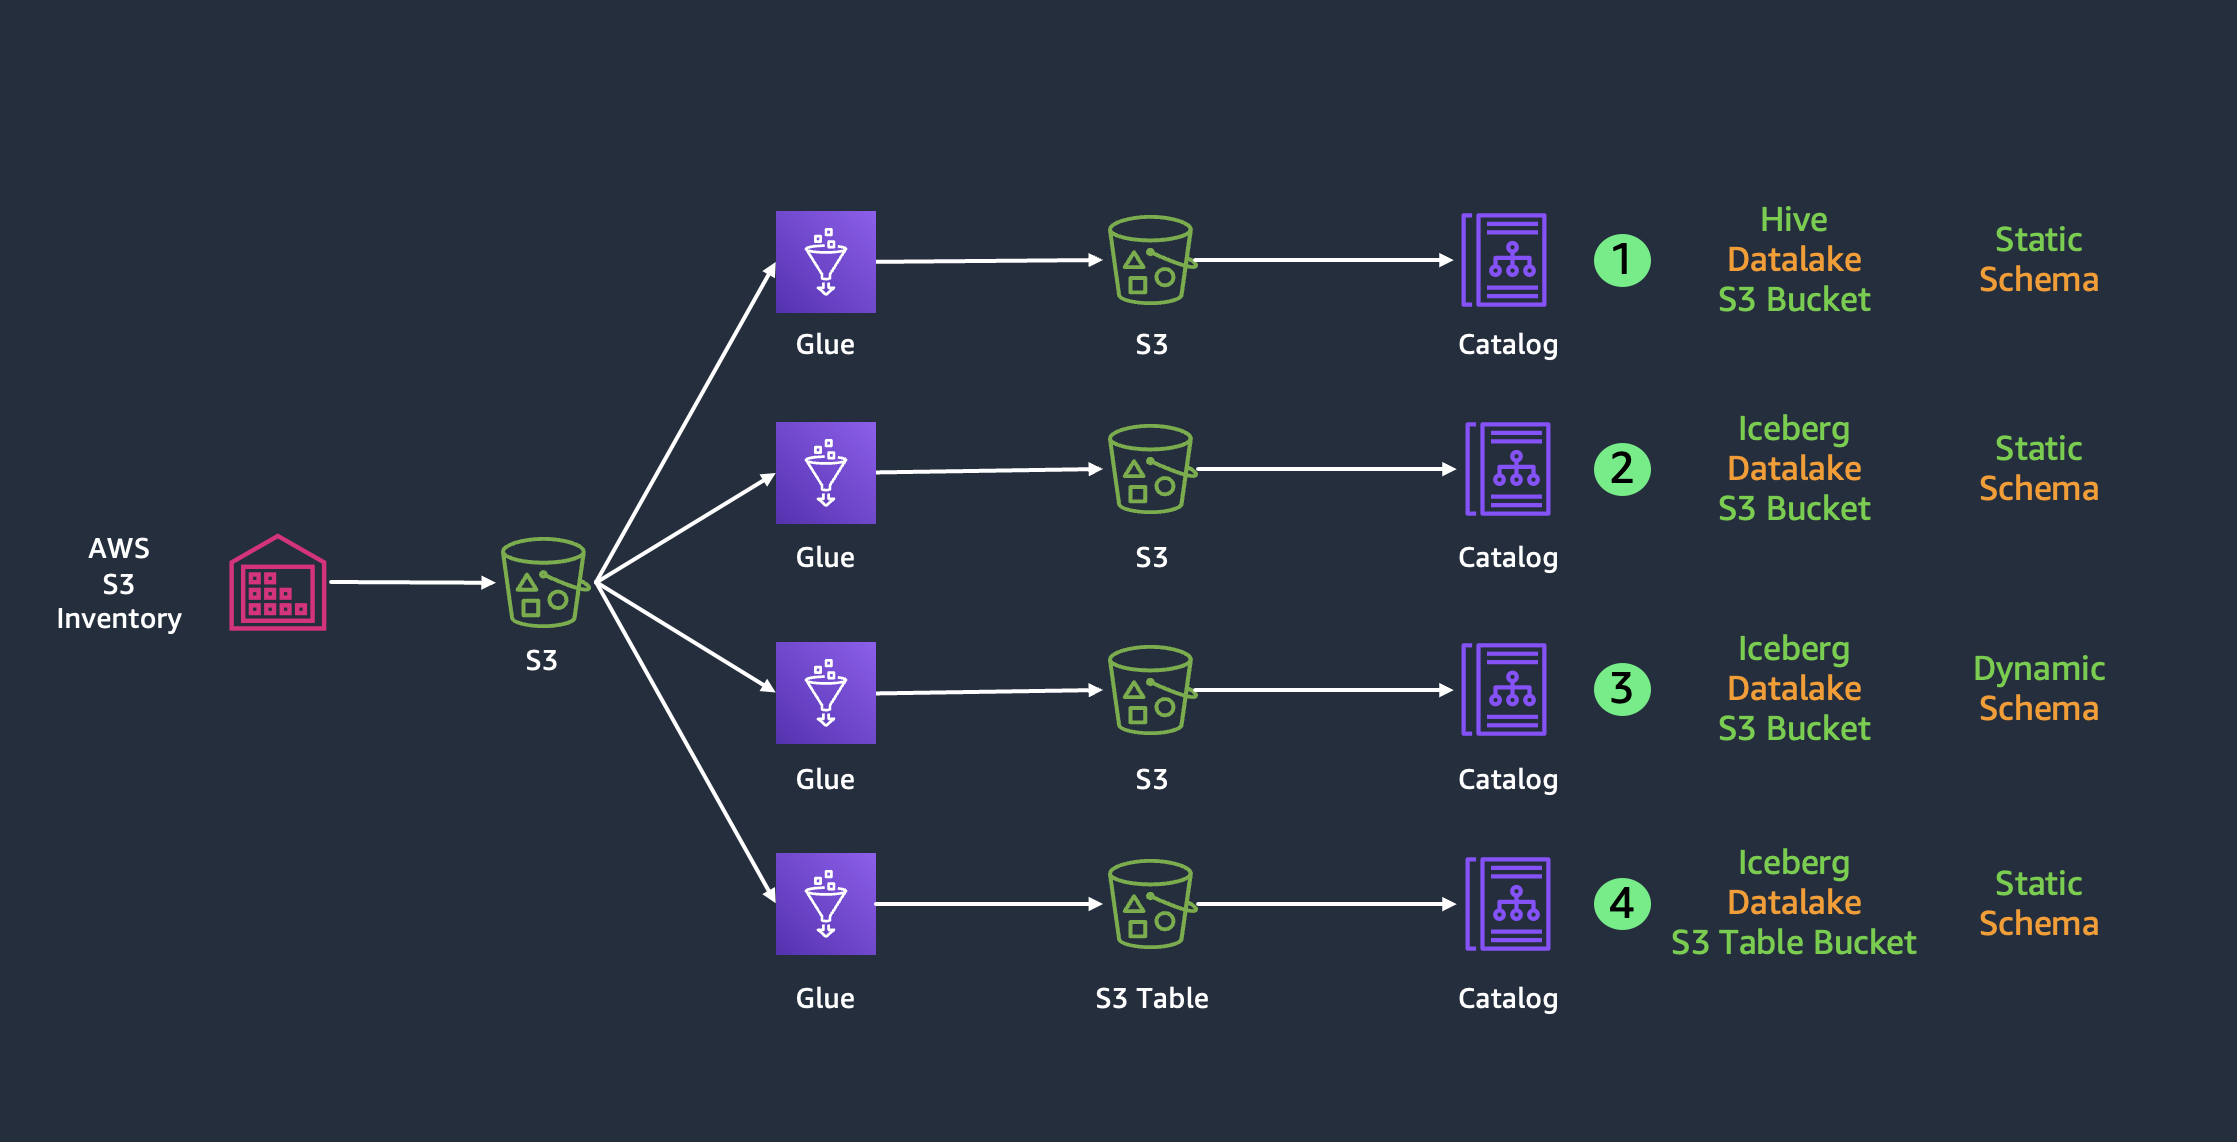 Hive
Datalake
S3 Bucket
Static
Schema
1
Glue
S3
Catalog
Iceberg
Datalake
S3 Bucket
Static
Schema
2
Glue
S3
Catalog
AWS
S3
Inventory
S3
Iceberg
Datalake
S3 Bucket
Dynamic
Schema
3
Glue
S3
Catalog
Iceberg
Datalake
S3 Table Bucket
Static
Schema
4
Glue
S3 Table
Catalog